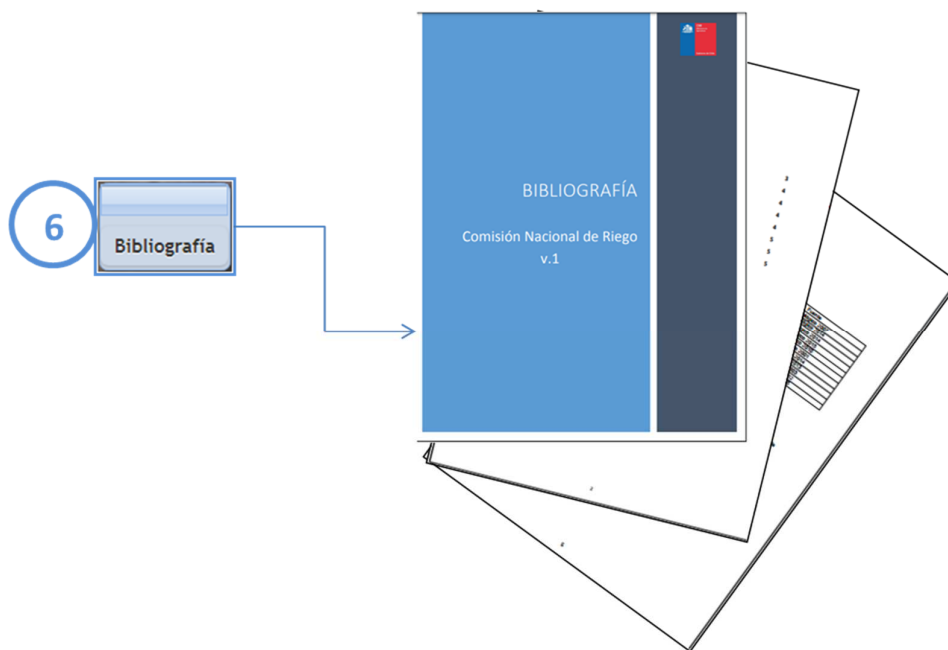 6
Bibliografía
BIBLIOGRAFÍA
Comisión Nacional de Riego
v.1